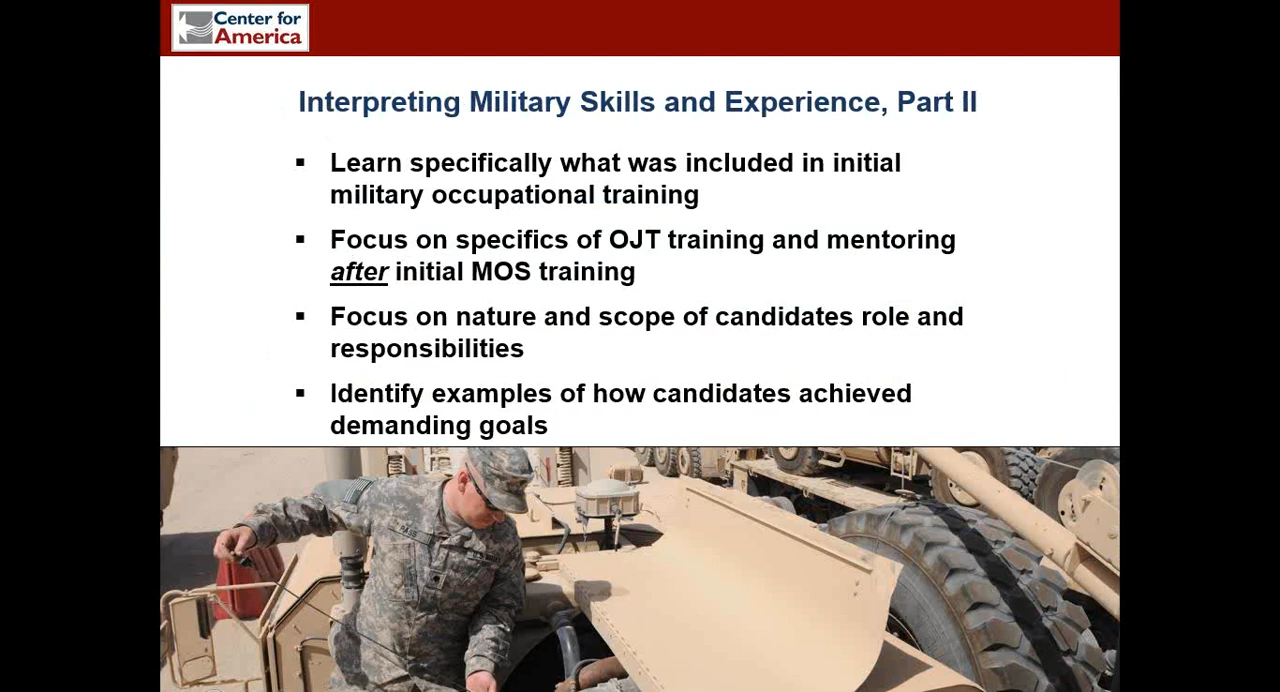 Center for
America
Interpreting Military Skills and Experience, Part II
▪ Learn specifically what was included in initial
military occupational training
▪ Focus on specifics of OJT training and mentoring
after initial MOS training
▪ Focus on nature and scope of candidates role and
responsibilities
▪ Identify examples of how candidates achieved
demanding goals